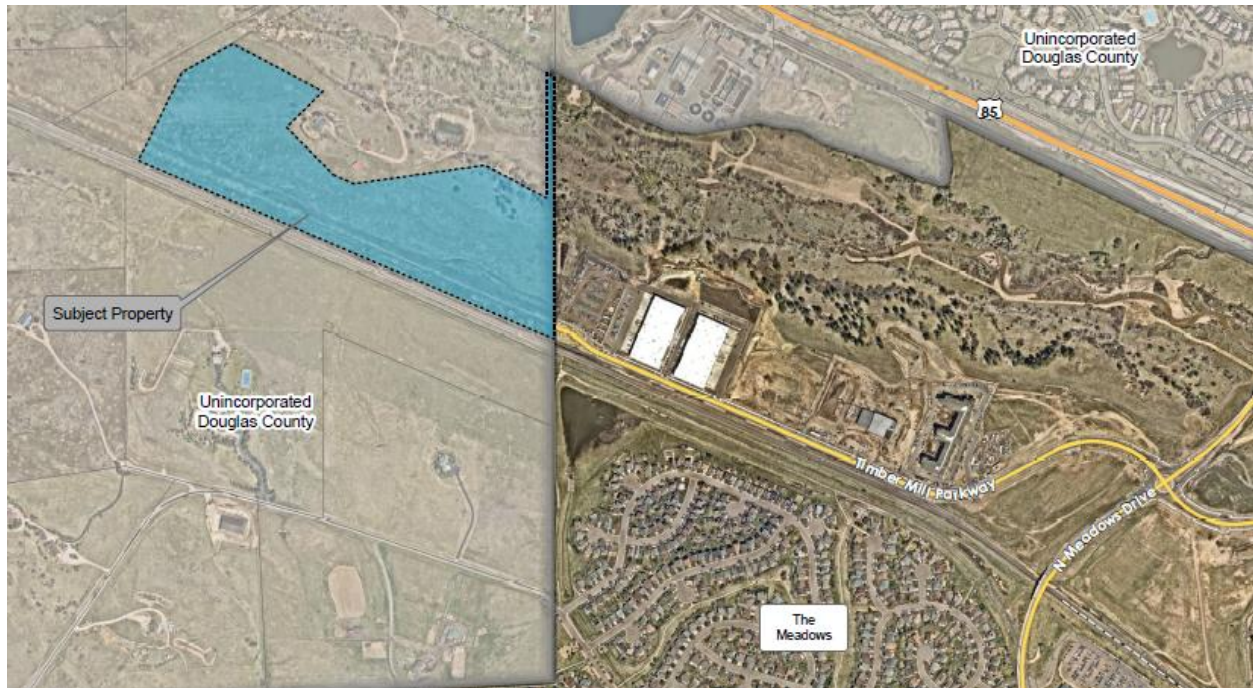 Unincorporated
Douglas County
85
Subject Property
Unincorporated
Douglas County
Timber Mill Parkway
N Meadows Drive
The
Meadows